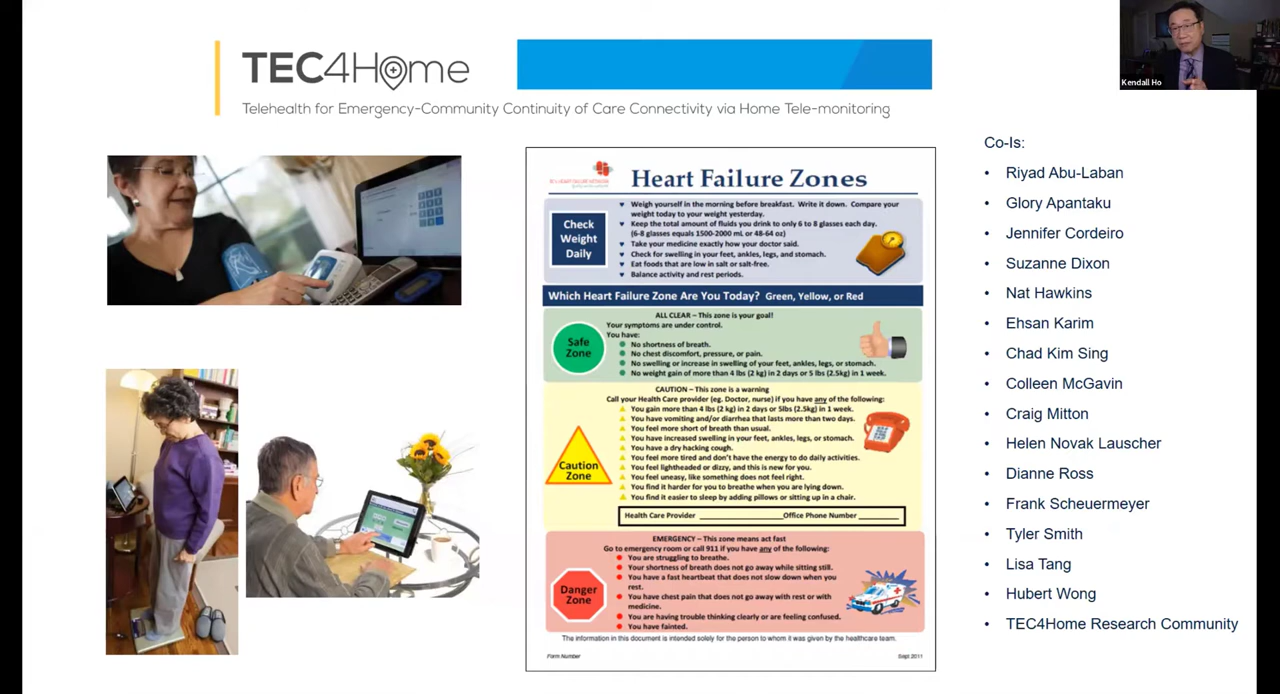 TEC4Home
Telehealth for Emergency-Community Continuity of Care Connectivity via Home Tele-monitoring
Kendall Ho
Heart Failure Zones
Check
Weight
Daily
Weigh yourself in the morning before breakfast. Write it down. Compare your
weight today to your weight yesterday.
Keep the total amount of fluids you drink to only 6 to 8 glasses each day.
(6-8 glasses equals 1500-2000 mL or 48-64 oz)
Take your medicine exactly how your doctor said.
Check for swelling in your feet, ankles, legs, and stomach.
Eat foods that are low in salt or salt-free.
Balance activity and rest periods.
Which Heart Failure Zone Are You Today? Green, Yellow, or Red
Safe
Zone
ALL CLEAR – This zone is your goal!
Your symptoms are under control.
You have:
No shortness of breath.
No chest discomfort, pressure, or pain.
No swelling or increase in swelling of your feet, ankles, legs, or stomach.
No weight gain of more than 4 lbs (2 kg) in 2 days or 5 lbs (2.5kg) in 1 week.
Caution
Zone
CAUTION – This zone is a warning
Call your Health Care provider (eg. Doctor, nurse) if you have any of the following:
You gain more than 4 lbs (2 kg) in 2 days or 5lbs (2.5kg) in 1 week.
You have vomiting and/or diarrhea that lasts more than two days.
You feel more short of breath than usual.
You have increased swelling in your feet, ankles, legs, or stomach.
You have a dry hacking cough.
You feel more tired and don't have the energy to do daily activities.
You feel lightheaded or dizzy, and this is new for you.
You feel uneasy, like something does not feel right.
You find it harder for you to breathe when you are lying down.
You find it easier to sleep by adding pillows or sitting up in a chair.
Health Care Provider ________________Office Phone Number ________
Danger
Zone
EMERGENCY – This zone means act fast
Go to emergency room or call 911 if you have any of the following:
You are struggling to breathe.
Your shortness of breath does not go away while sitting still.
You have a fast heartbeat that does not slow down when you
rest.
You have chest pain that does not go away with rest or with
medicine.
You are having trouble thinking clearly or are feeling confused.
You have fainted.
The information in this document is intended solely for the person to whom it was given by the healthcare team.
Form Number
Sept 2011
Co-Is:
• Riyad Abu-Laban
• Glory Apantaku
• Jennifer Cordeiro
• Suzanne Dixon
• Nat Hawkins
• Ehsan Karim
• Chad Kim Sing
• Colleen McGavin
• Craig Mitton
• Helen Novak Lauscher
• Dianne Ross
• Frank Scheuermeyer
• Tyler Smith
• Lisa Tang
• Hubert Wong
• TEC4Home Research Community